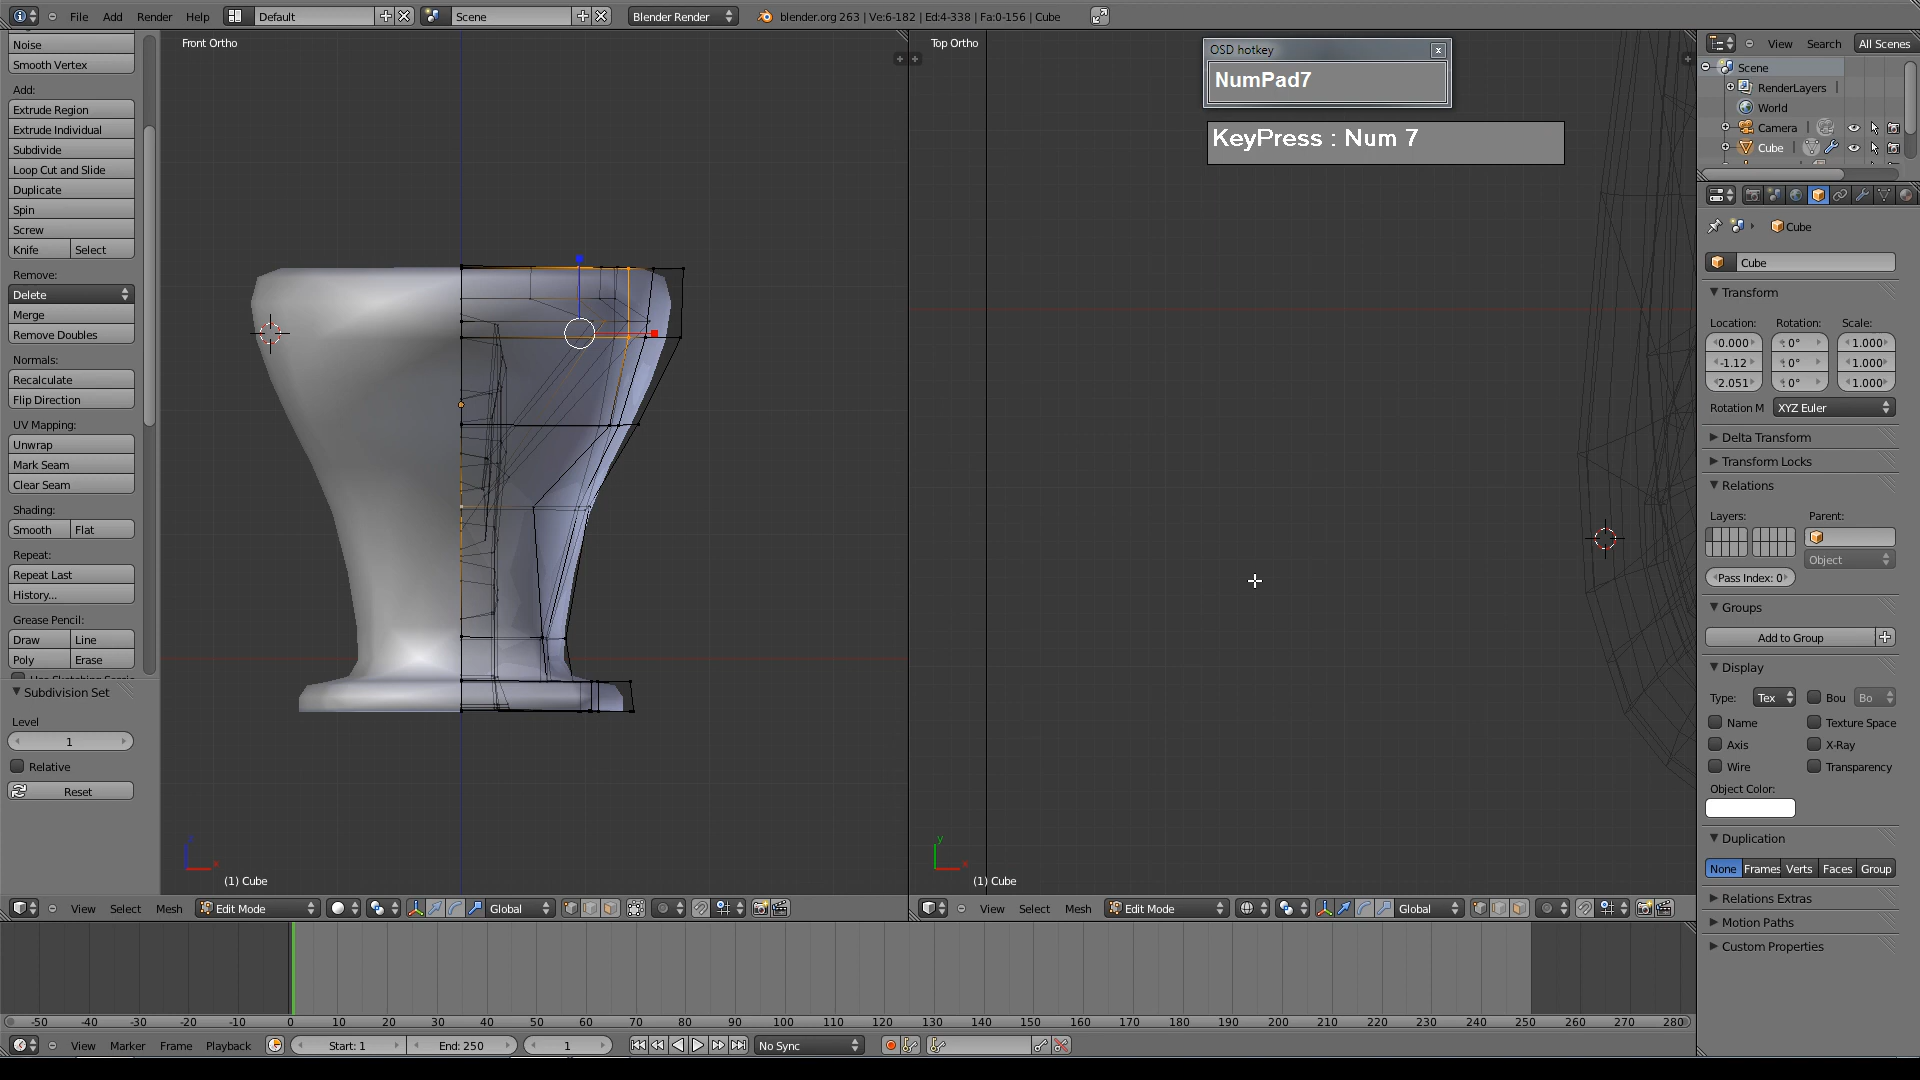 File Add Render Help Default Scene Blender Render blender.org 263 | Ve:6-182 | Ed:4-338 | Fa:0-156 | Cube
Noise
Smooth Vertex
Add:
Extrude Region
Extrude Individual
Subdivide
Loop Cut and Slide
Duplicate
Spin
Screw
Knife Select
Remove:
Delete
Merge
Remove Doubles
Normals:
Recalculate
Flip Direction
UV Mapping:
Unwrap
Mark Seam
Clear Seam
Shading:
Smooth Flat
Repeat:
Repeat Last
History...
Grease Pencil:
Draw Line
Poly Erase
Subdivision Set
Level
1
Relative
Reset
Front Ortho
z
x
(1) Cube
View Select Mesh Edit Mode Global
Top Ortho
OSD hotkey
NumPad7
KeyPress : Num 7
y
x
(1) Cube
View Select Mesh Edit Mode Global
View Search All Scenes
Scene
RenderLayers |
World
Camera |
Cube |
Cube
Cube
Transform
Location: Rotation: Scale:
0.000 0° 1.000
-1.12 0° 1.000
2.051 0° 1.000
Rotation M XYZ Euler
Delta Transform
Transform Locks
Relations
Layers: Parent:
Object
Pass Index: 0
Groups
Add to Group
Display
Type: Tex Bou Bo
Name Texture Space
Axis X-Ray
Wire Transparency
Object Color:
Duplication
None Frames Verts Faces Group
Relations Extras
Motion Paths
Custom Properties
-50 -40 -30 -20 -10 0 10 20 30 40 50 60 70 80 90 100 110 120 130 140 150 160 170 180 190 200 210 220 230 240 250 260 270 280
View Marker Frame Playback Start: 1 End: 250 1 No Sync